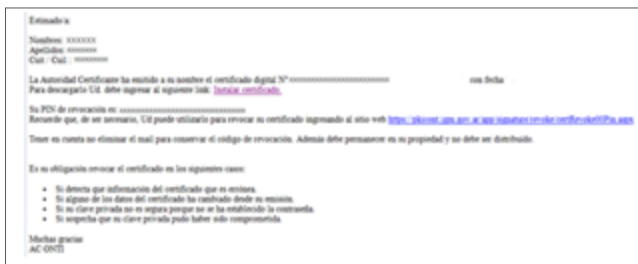 Estimado/a:
Nombres: xxxxxx
Apellidos: xxxxxxx
Cuit / Cuil : xxxxxxxxx
La Autoridad Certificante ha emitido a su nombre el certificado digital Nº con fecha
Para descargarlo Ud. debe ingresar al siguiente link: Instalar certificado.
Su PIN de revocación es:
Recuerde que, de ser necesario, Ud puede utilizarlo para revocar su certificado ingresando al sitio web
Tener en cuenta no eliminar el mail para conservar el código de revocación. Además debe permanecer en su propiedad y no debe ser distribuido.
Es su obligación revocar el certificado en los siguientes casos:
Si detecta que información del certificado que es errónea.
Si alguno de los datos del certificado ha cambiado desde su emisión.
Si su clave privada no es segura porque no se ha establecido la contraseña.
Si sospecha que su clave privada pudo haber sido comprometida.
Muchas gracias
AC ONTI